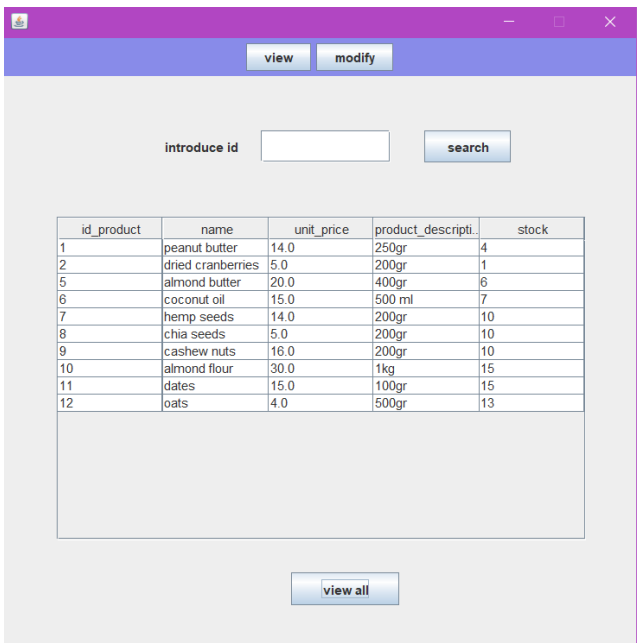 view modify
introduce id search
id_product name unit_price product_descripti... stock
1 peanut butter 14.0 250gr 4
2 dried cranberries 5.0 200gr 1
5 almond butter 20.0 400gr 6
6 coconut oil 15.0 500 ml 7
7 hemp seeds 14.0 200gr 10
8 chia seeds 5.0 200gr 10
9 cashew nuts 16.0 200gr 10
10 almond flour 30.0 1kg 15
11 dates 15.0 100gr 15
12 oats 4.0 500gr 13
view all